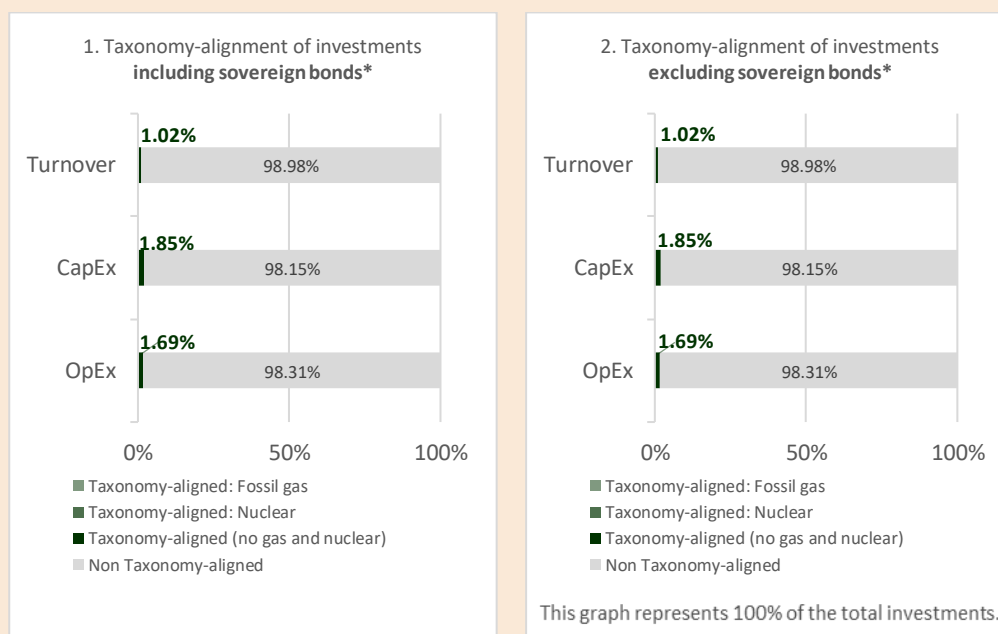 1. Taxonomy-alignment of investments
including sovereign bonds*
1.02%
Turnover
98.98%
1.85%
CapEx
98.15%
1.69%
OpEx
98.31%
0%
50%
100%
Taxonomy-aligned: Fossil gas
Taxonomy-aligned: Nuclear
Taxonomy-aligned (no gas and nuclear)
Non Taxonomy-aligned
2. Taxonomy-alignment of investments
excluding sovereign bonds*
1.02%
Turnover
98.98%
1.85%
CapEx
98.15%
1.69%
OpEx
98.31%
0%
50%
100%
Taxonomy-aligned: Fossil gas
Taxonomy-aligned: Nuclear
Taxonomy-aligned (no gas and nuclear)
Non Taxonomy-aligned
This graph represents 100% of the total investments.